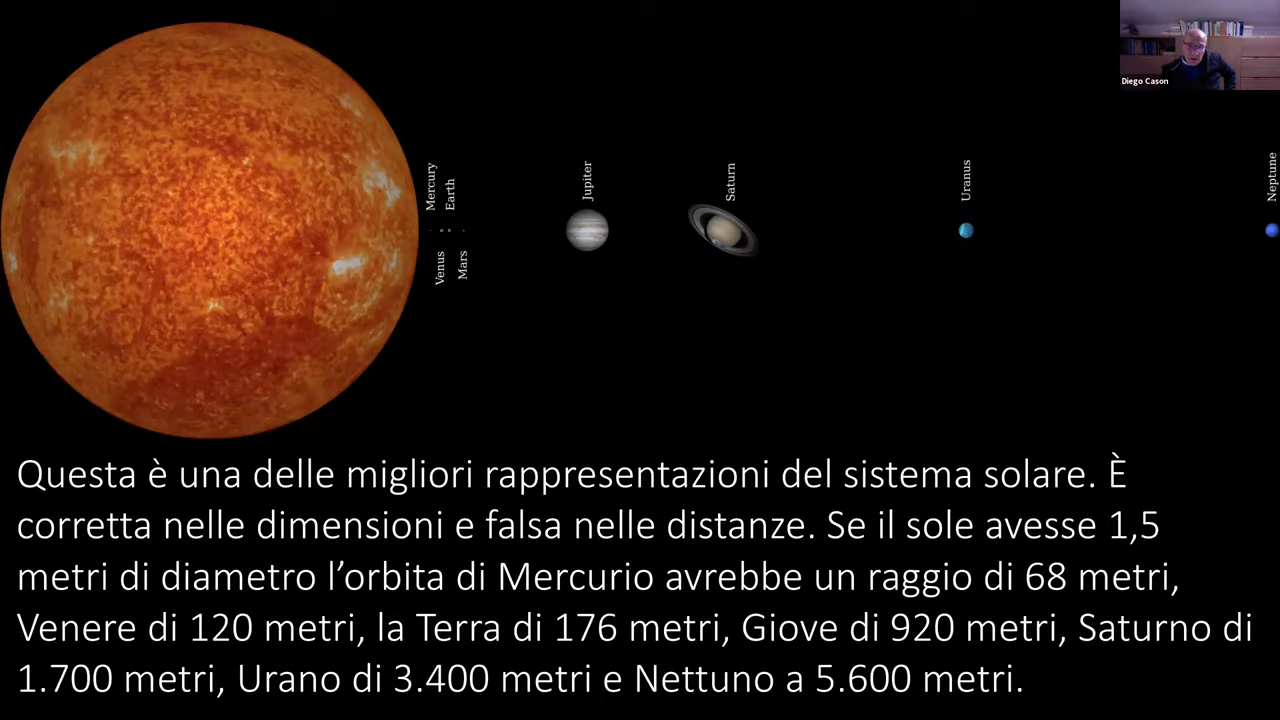 Diego Cason
Mercury
Earth
Venus
Mars
Jupiter
Saturn
Uranus
Neptune
Questa è una delle migliori rappresentazioni del sistema solare. È
corretta nelle dimensioni e falsa nelle distanze. Se il sole avesse 1,5
metri di diametro l’orbita di Mercurio avrebbe un raggio di 68 metri,
Venere di 120 metri, la Terra di 176 metri, Giove di 920 metri, Saturno di
1.700 metri, Urano di 3.400 metri e Nettuno a 5.600 metri.